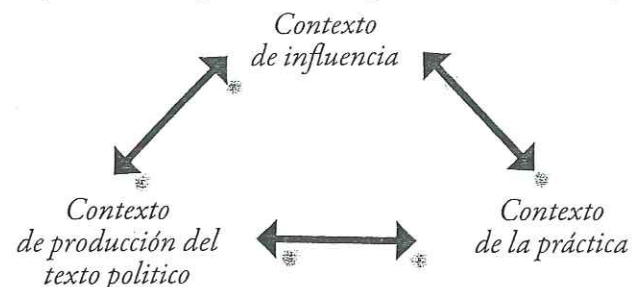 Contexto
de influencia
Contexto
de producción del
texto politico
Contexto
de la práctica